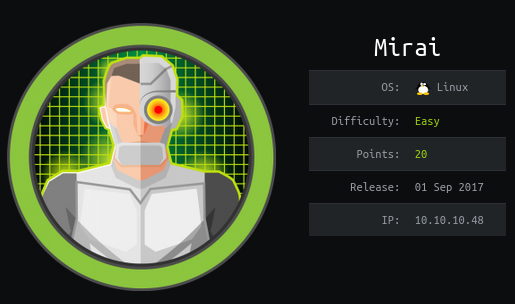 Mirai
OS: Linux
Difficulty: Easy
Points: 20
Release: 01 Sep 2017
IP: 10.10.10.48